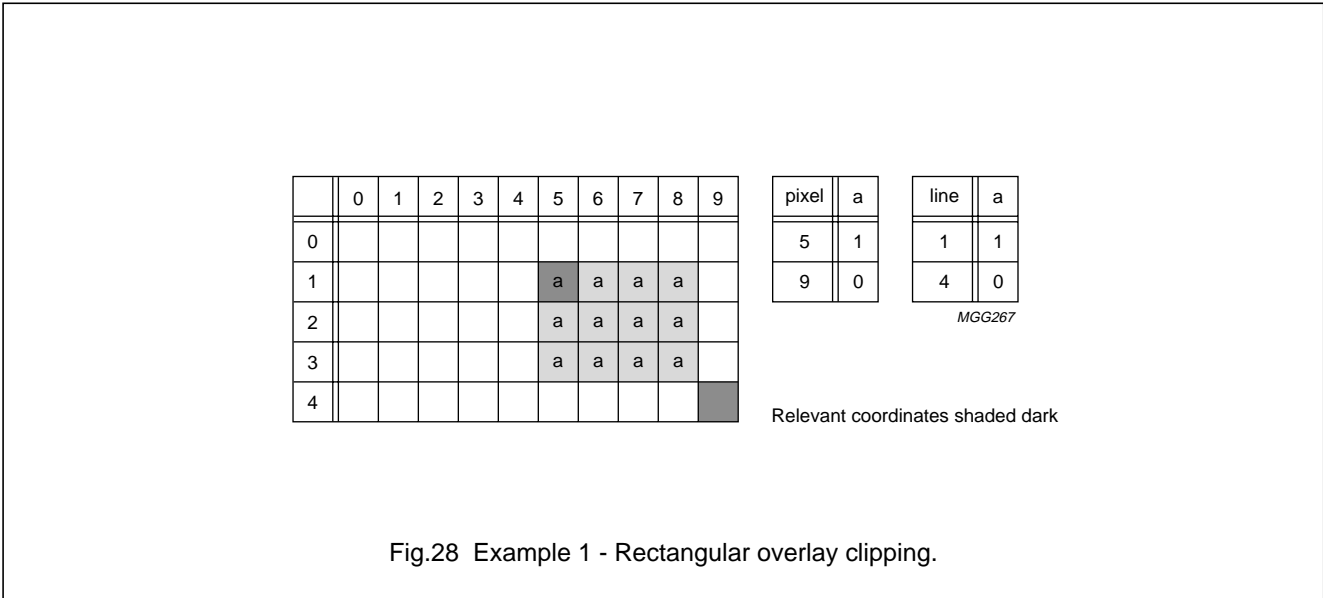 0 1 2 3 4 5 6 7 8 9
0
1 a a a a
2 a a a a
3 a a a a
4
pixel a
5 1
9 0
line a
1 1
4 0
MGG267
Relevant coordinates shaded dark
Fig.28 Example 1 - Rectangular overlay clipping.